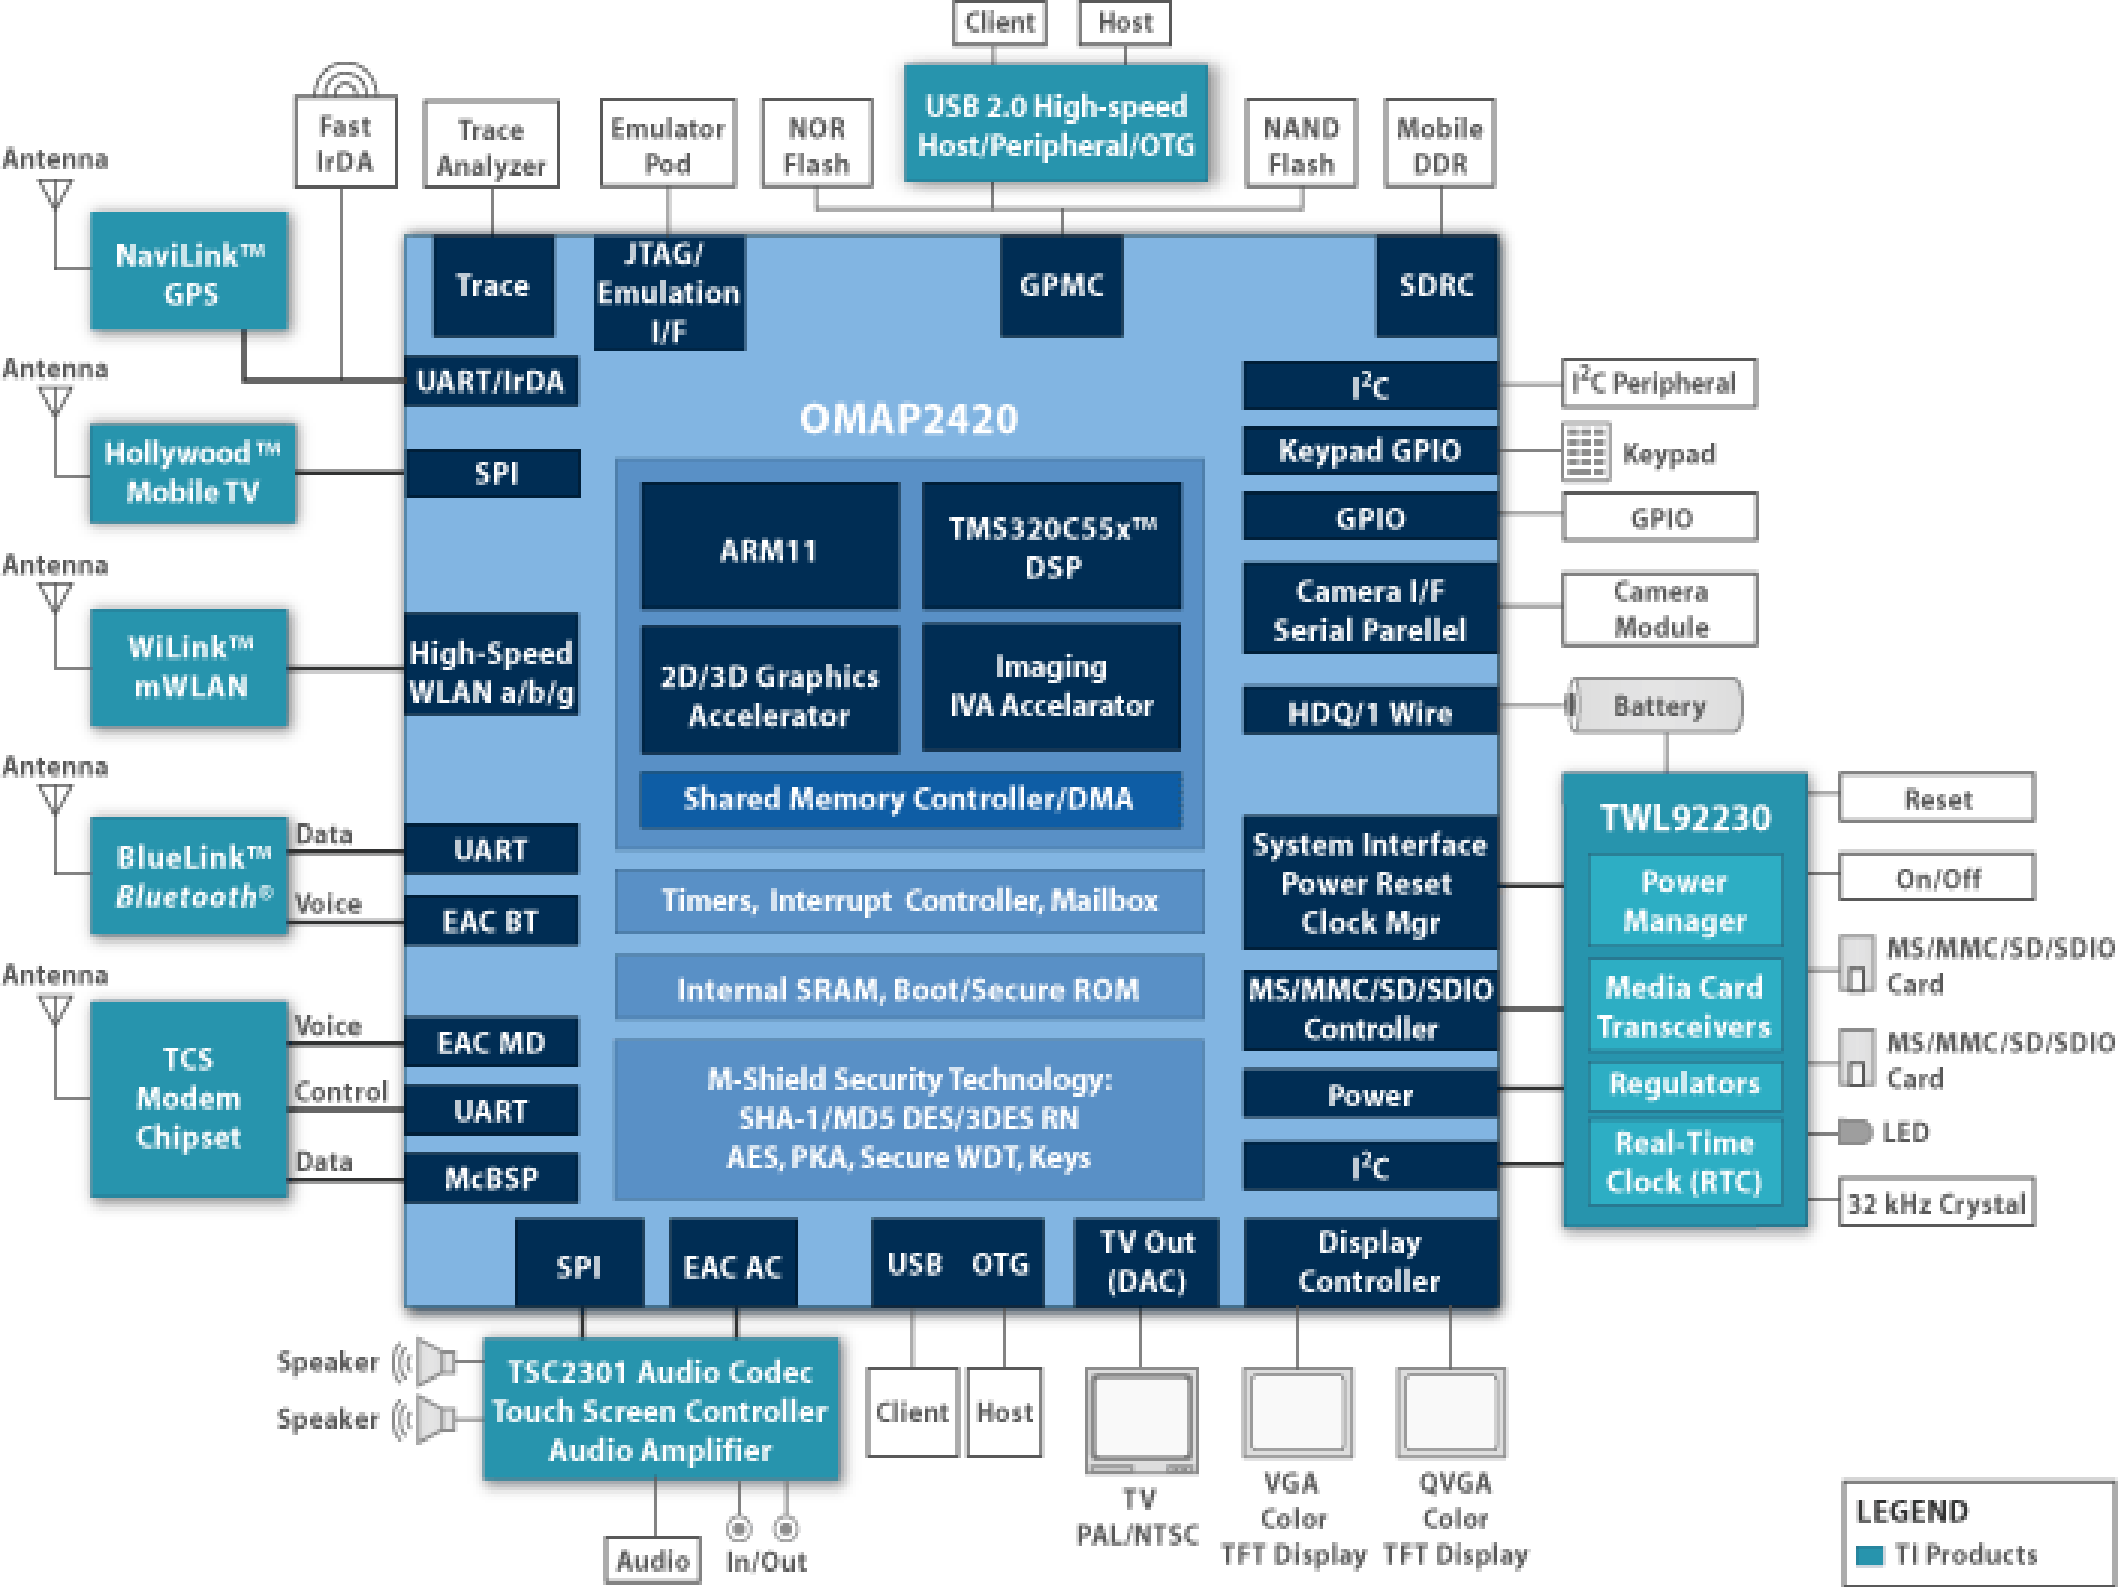 Client
Host
USB 2.0 High-speed
Host/Peripheral/OTG
Fast
IrDA
Trace
Analyzer
Emulator
Pod
NOR
Flash
NAND
Flash
Mobile
DDR
Antenna
NaviLink™
GPS
Antenna
Hollywood™
Mobile TV
Antenna
WiLink™
mWLAN
Antenna
BlueLink™
Bluetooth®
Data
Voice
Antenna
TCS
Modem
Chipset
Voice
Control
Data
Trace
JTAG/
Emulation
I/F
GPMC
SDRC
UART/IrDA
SPI
High-Speed
WLAN a/b/g
UART
EAC BT
EAC MD
UART
McBSP
OMAP2420
ARM11
TMS320C55x™
DSP
2D/3D Graphics
Accelerator
Imaging
IVA Accelarator
Shared Memory Controller/DMA
Timers, Interrupt Controller, Mailbox
Internal SRAM, Boot/Secure ROM
M-Shield Security Technology:
SHA-1/MD5 DES/3DES RN
AES, PKA, Secure WDT, Keys
I²C
Keypad GPIO
GPIO
Camera I/F
Serial Parellel
HDQ/1 Wire
System Interface
Power Reset
Clock Mgr
MS/MMC/SD/SDIO
Controller
Power
I²C
I²C Peripheral
Keypad
GPIO
Camera
Module
Battery
TWL92230
Power
Manager
Media Card
Transceivers
Regulators
Real-Time
Clock (RTC)
Reset
On/Off
MS/MMC/SD/SDIO
Card
MS/MMC/SD/SDIO
Card
LED
32 kHz Crystal
SPI
EAC AC
USB OTG
TV Out
(DAC)
Display
Controller
Speaker
Speaker
TSC2301 Audio Codec
Touch Screen Controller
Audio Amplifier
Audio
In/Out
Client
Host
TV
PAL/NTSC
VGA
Color
TFT Display
QVGA
Color
TFT Display
LEGEND
TI Products